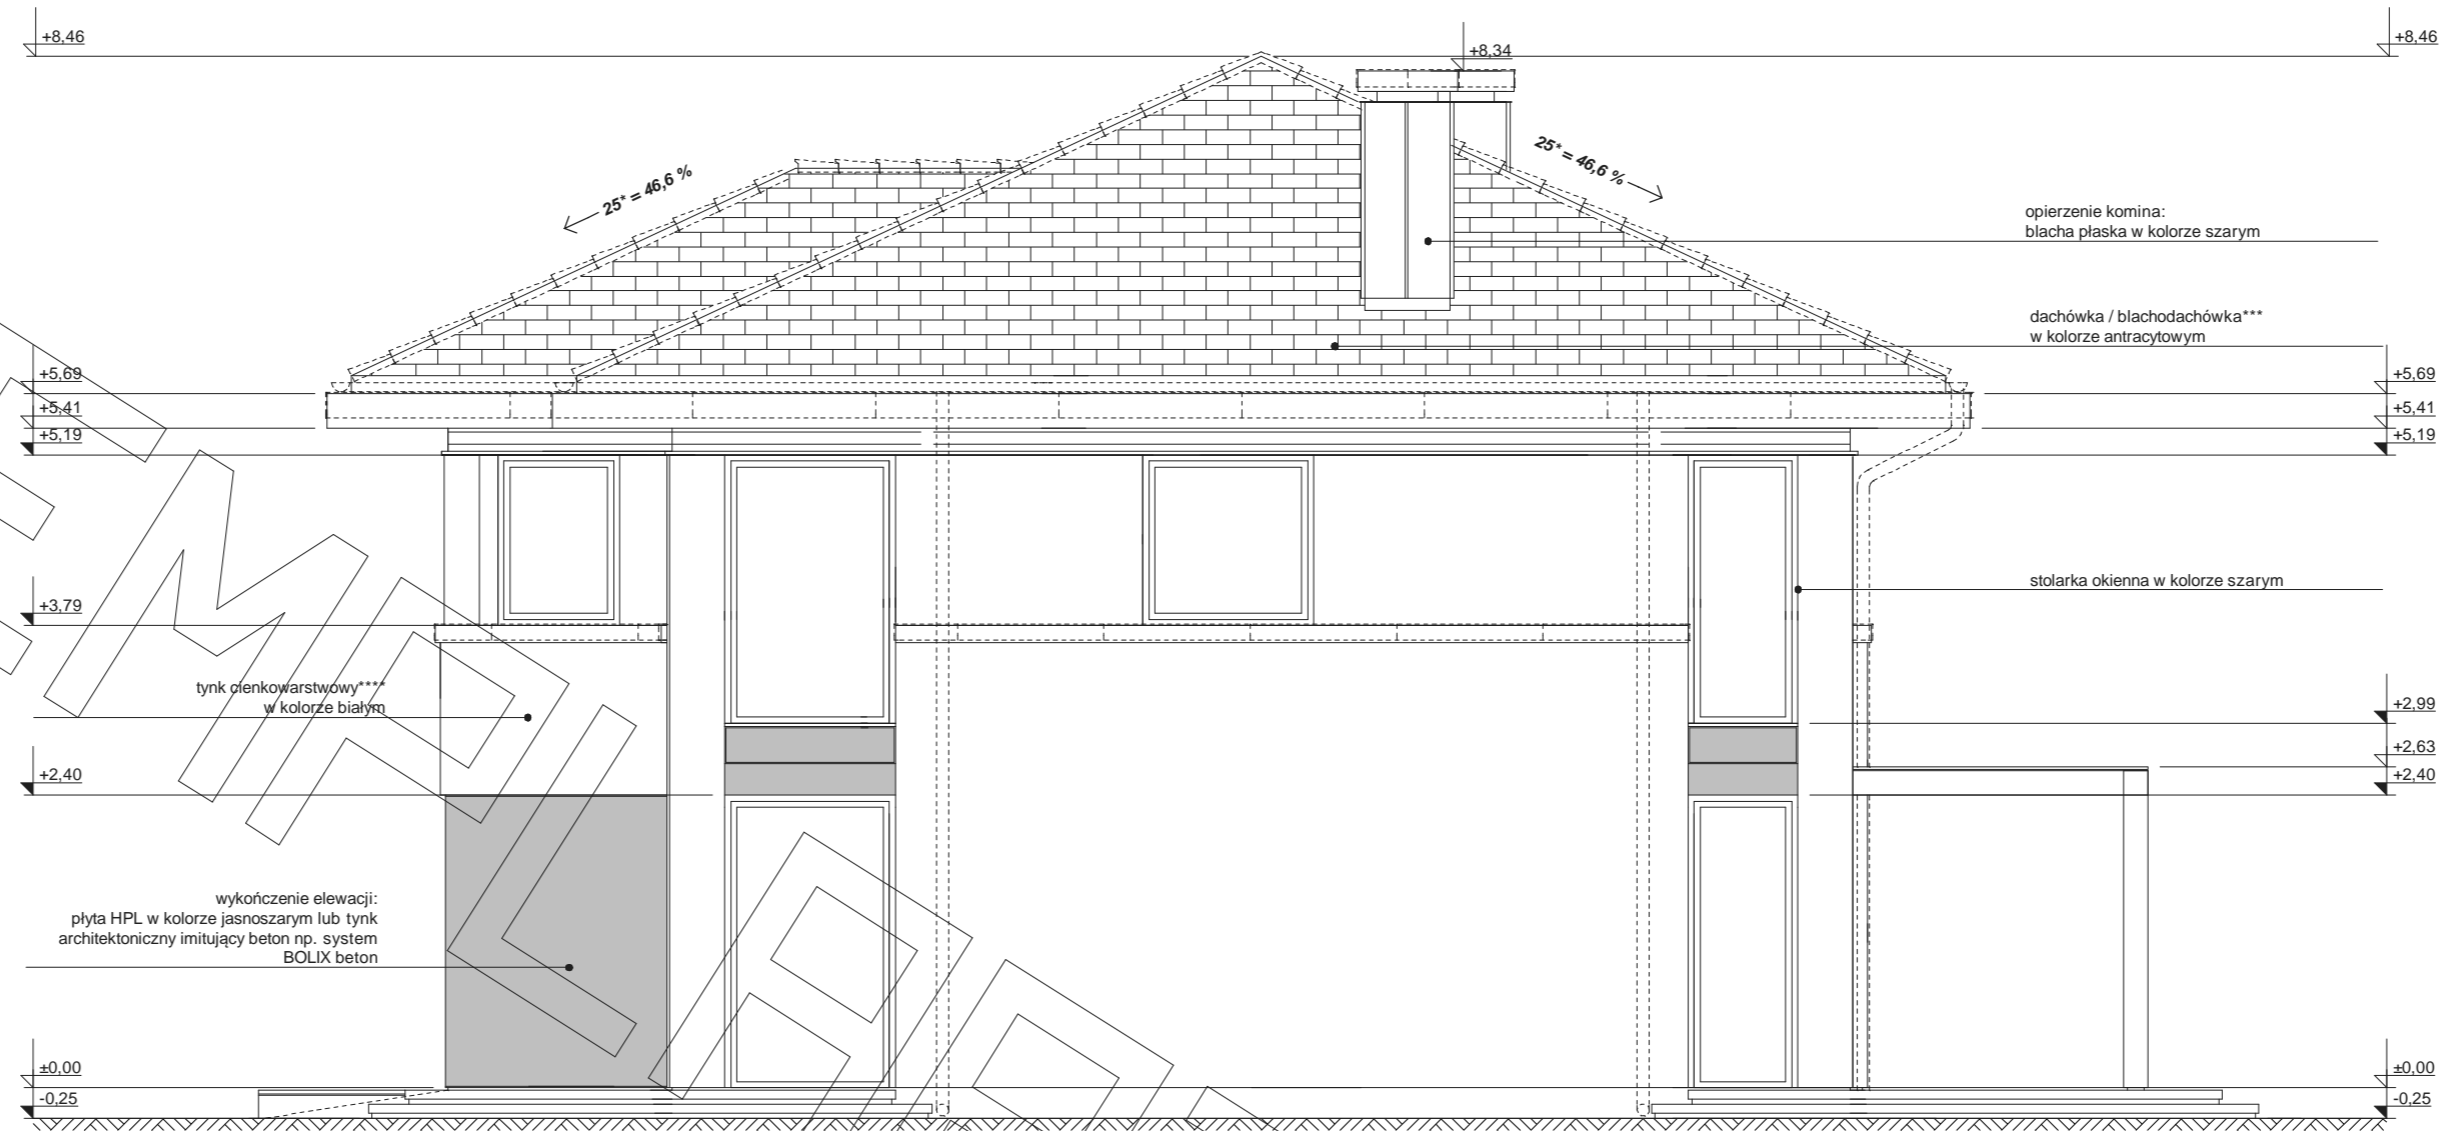 +8,46
+8,34
+8,46
25* = 46,6 %
25* = 46,6 %
opierzenie komina:
blacha płaska w kolorze szarym
dachówka / blachodachówka***
w kolorze antracytowym
+5,69
+5,41
+5,19
+5,69
+5,41
+5,19
stolarka okienna w kolorze szarym
+3,79
tynk cienkowarstwowy****
w kolorze białym
+2,40
+2,99
+2,63
+2,40
wykończenie elewacji:
płyta HPL w kolorze jasnoszarym lub tynk
architektoniczny imitujący beton np. system
BOLIX beton
±0,00
-0,25
±0,00
-0,25